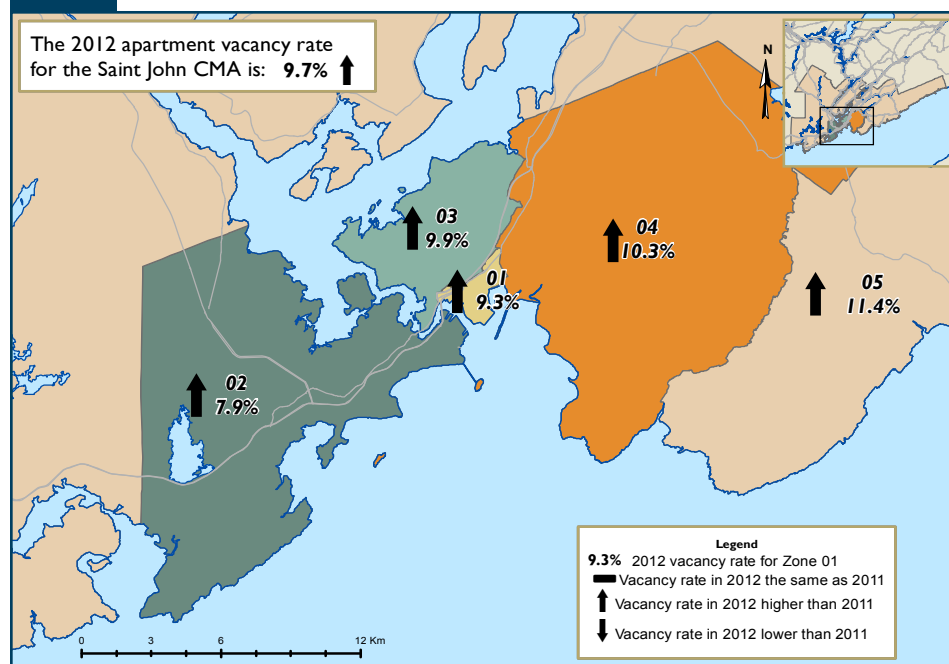 The 2012 apartment vacancy rate
for the Saint John CMA is: 9.7%
N
03
9.9%
04
10.3%
01
9.3%
05
11.4%
02
7.9%
Legend
9.3% 2012 vacancy rate for Zone 01
Vacancy rate in 2012 the same as 2011
Vacancy rate in 2012 higher than 2011
Vacancy rate in 2012 lower than 2011
0 3 6 12 Km